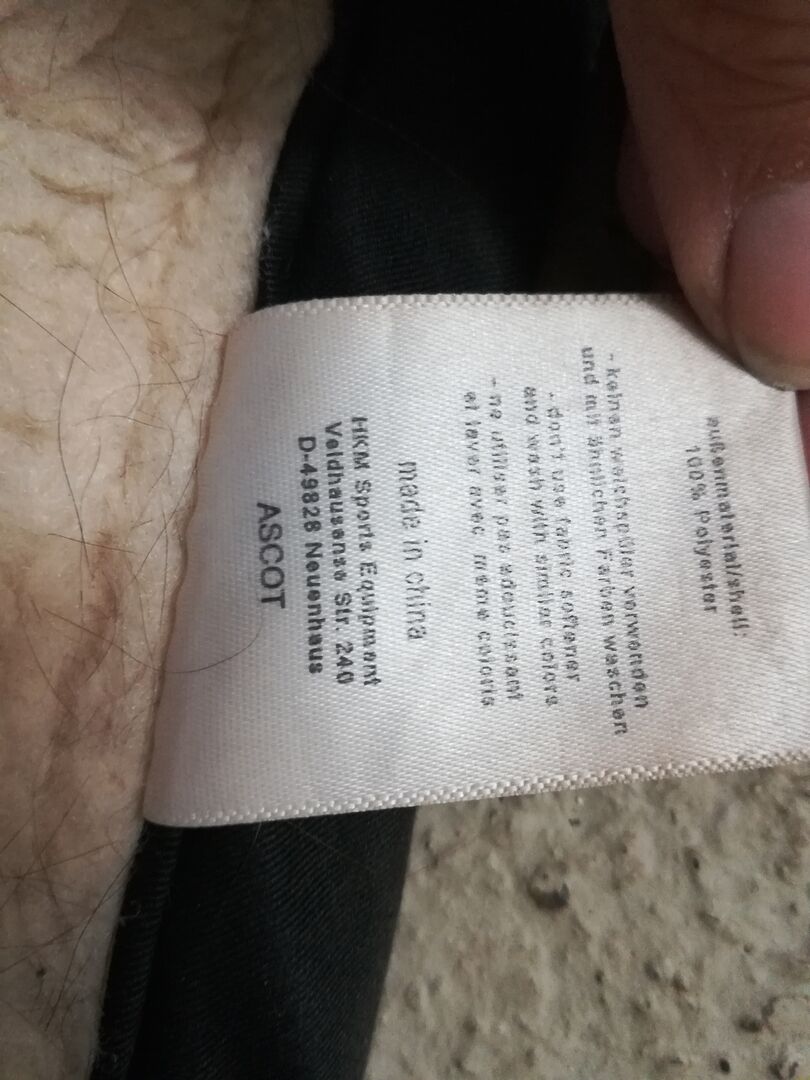 außenmaterial/shell:
100% Polyester
- keinen weichspüler verwenden
und mit ähnlichen Farben waschen
- don't use fabric softener
and wash with similar colors
- ne utiliser pas adoucissant
et laver avec même coloris
made in china
HKM Sports Equipment
Veldhausener Str. 240
D-49828 Neuenhaus
ASCOT